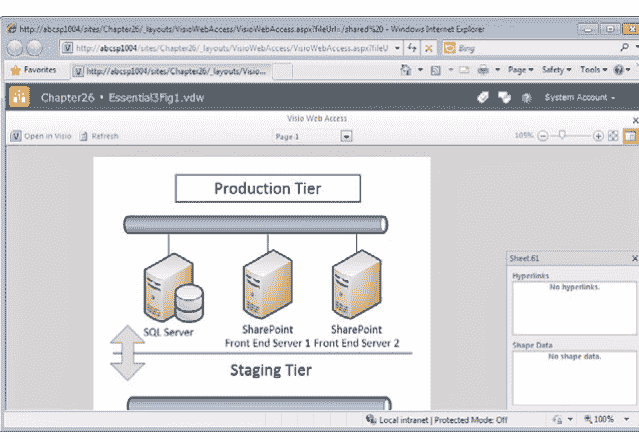 http://abcsp1004/sites/Chapter26/_layouts/VisioWebAccess/VisioWebAccess.aspx?fileUrl=/shared%20 - Windows Internet Explorer
http://abcsp1004/sites/Chapter26/_layouts/VisioWebAccess/VisioWebAccess.aspx?fileU
Bing
Favorites
http://abcsp1004/sites/Chapter26/_layouts/Visio...
Page
Safety
Tools
Chapter26 • Essential3Fig1.vdw
System Account
Visio Web Access
Open in Visio
Refresh
Page-1
105%
Production Tier
Sheet.61
Hyperlinks
No hyperlinks.
SQL Server
SharePoint
Front End Server 1
SharePoint
Front End Server 2
Shape Data
No shape data.
Staging Tier
Local intranet | Protected Mode: Off
100%